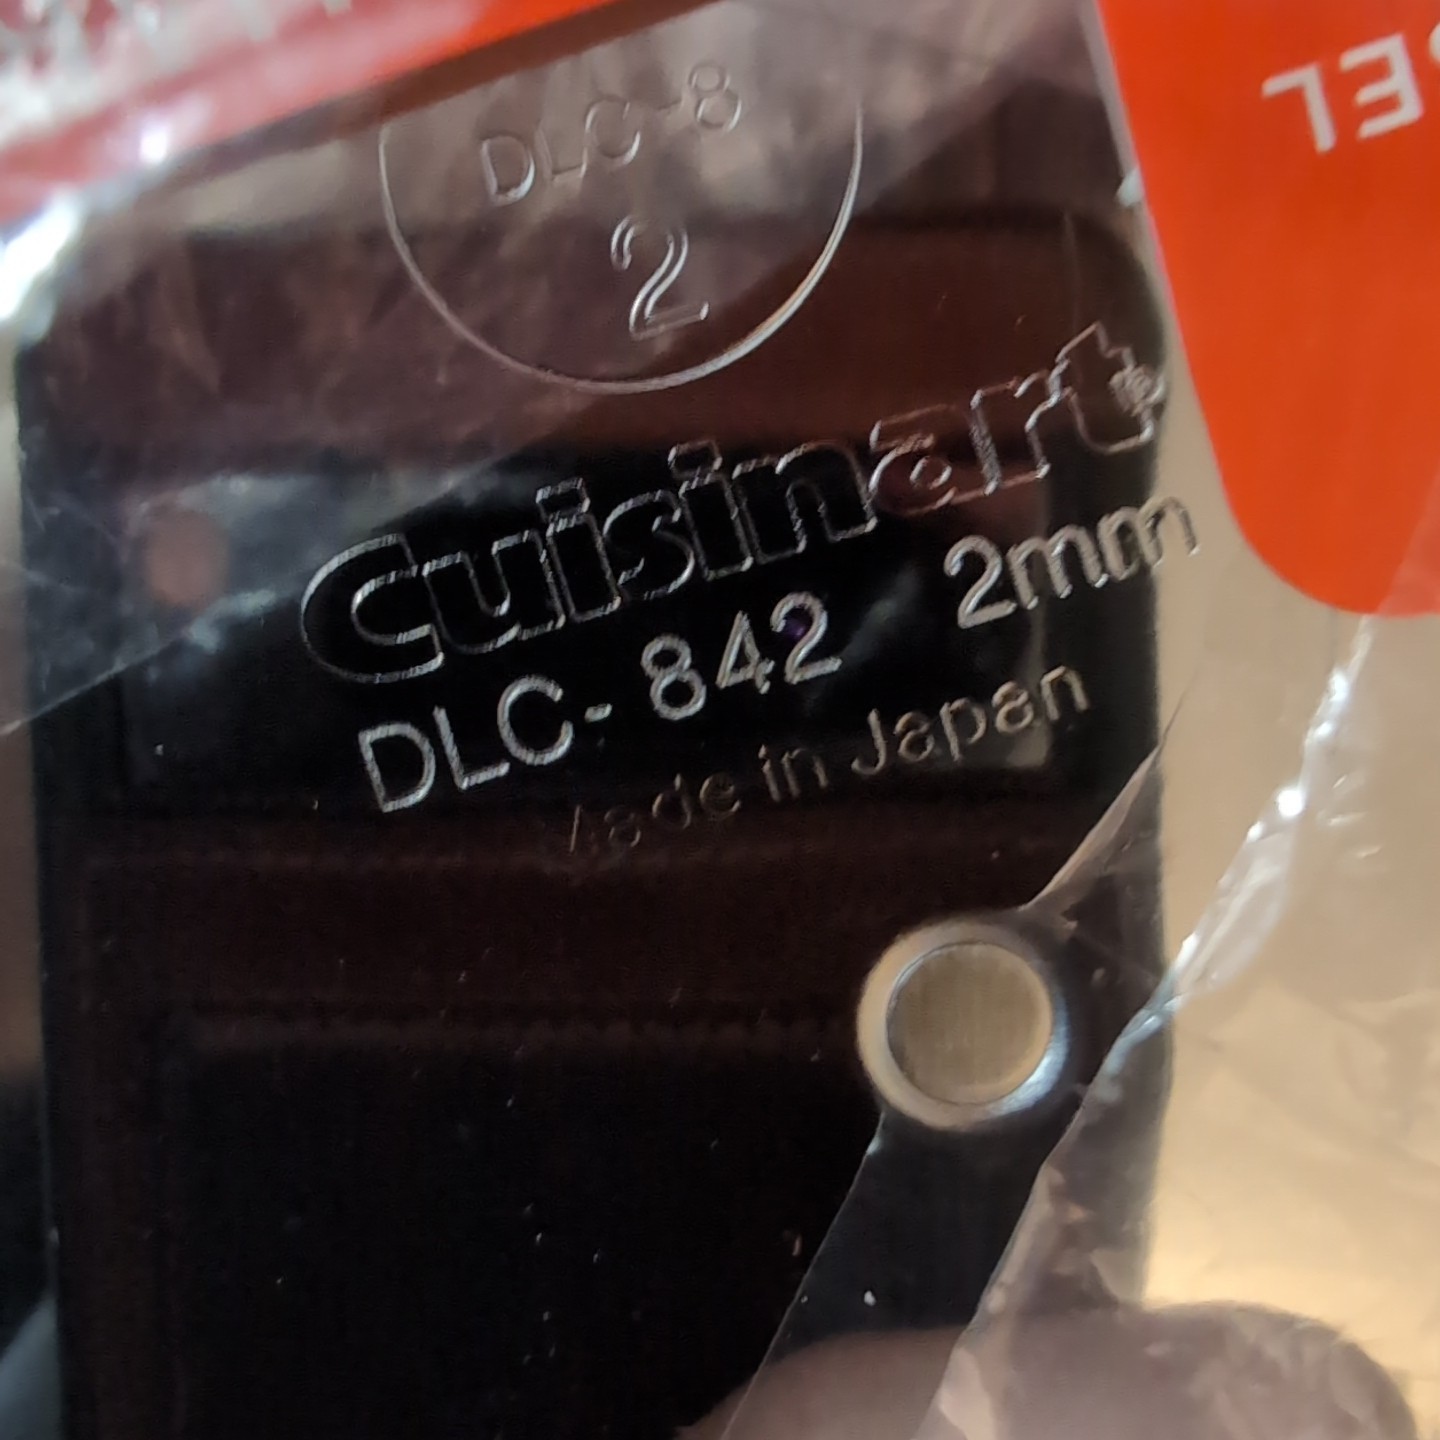 DLC-8
2
Cuisinart®
DLC-842 2mm
Made in Japan